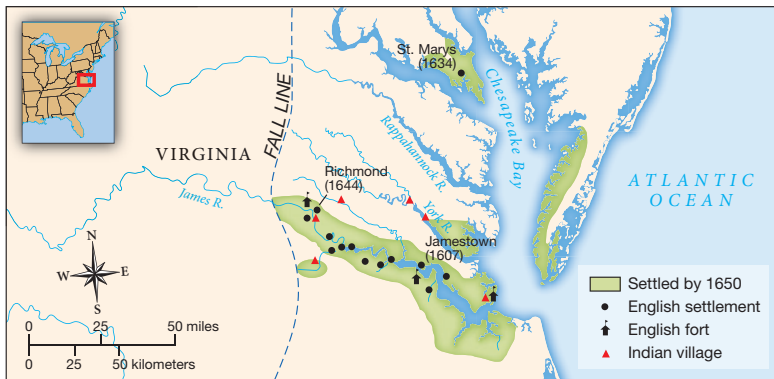 St. Marys
(1634)
Chesapeake Bay
FALL LINE
Rappahannock R.
VIRGINIA
Richmond
(1644)
James R.
York R.
ATLANTIC
OCEAN
Jamestown
(1607)
N
W E
S
0 25 50 miles
0 25 50 kilometers
Settled by 1650
English settlement
English fort
Indian village